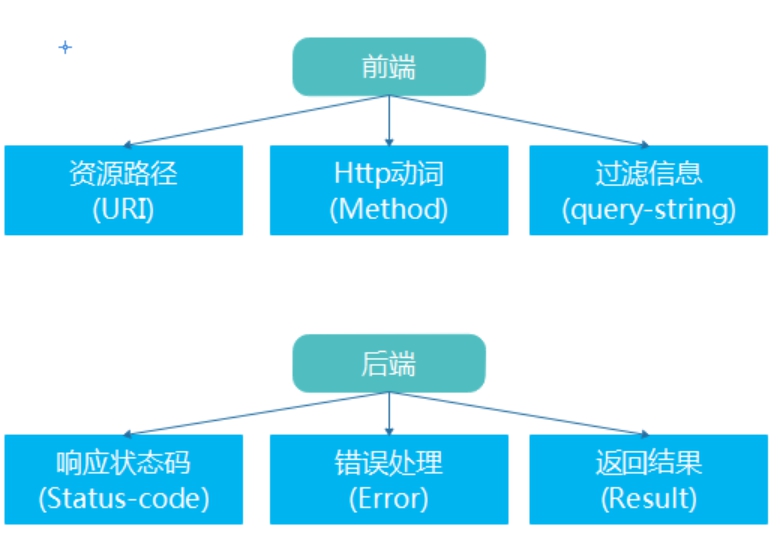 前端
资源路径
(URI)
Http动词
(Method)
过滤信息
(query-string)
后端
响应状态码
(Status-code)
错误处理
(Error)
返回结果
(Result)